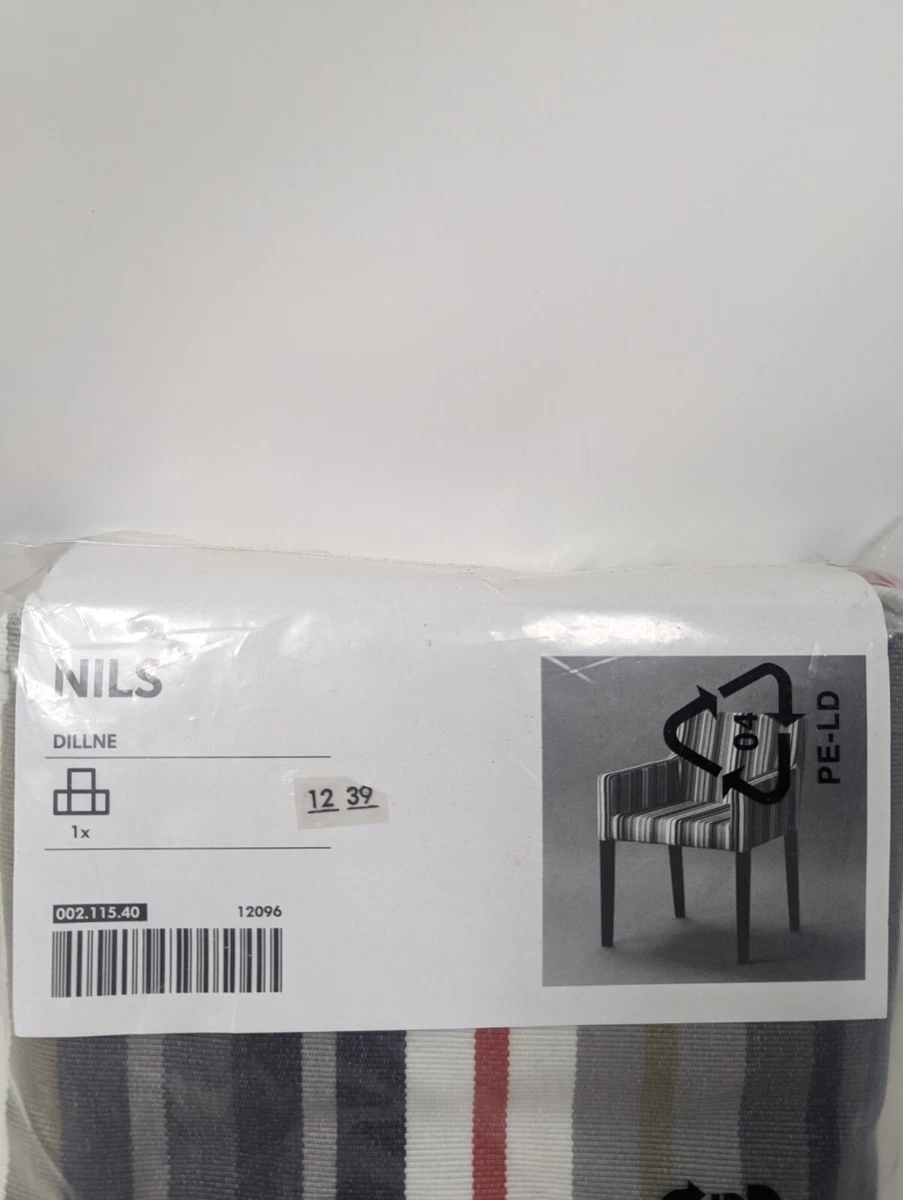 NILS
DILLNE
1x
12 39
002.115.40 12096
04
PE-LD